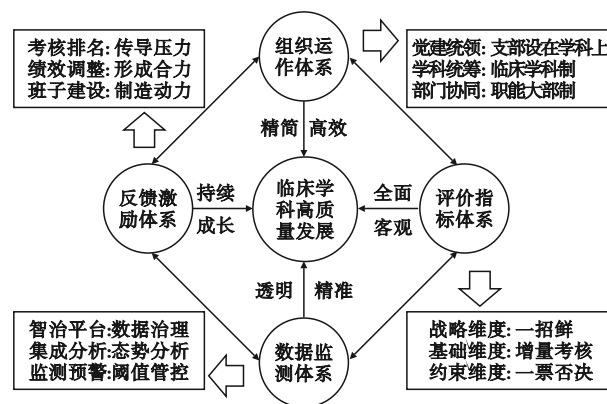 考核排名:传导压力
绩效调整:形成合力
班子建设:制造动力
组织运
作体系
党建统领:支部设在学科上
学科统筹:临床学科制
部门协同:职能大部制
精简 高效
反馈激
励体系
持续
成长
临床学
科高质
量发展
全面
客观
评价指
标体系
透明 精准
智治平台:数据治理
集成分析:态势分析
监测预警:阈值管控
数据监
测体系
战略维度:一招鲜
基础维度:增量考核
约束维度:一票否决